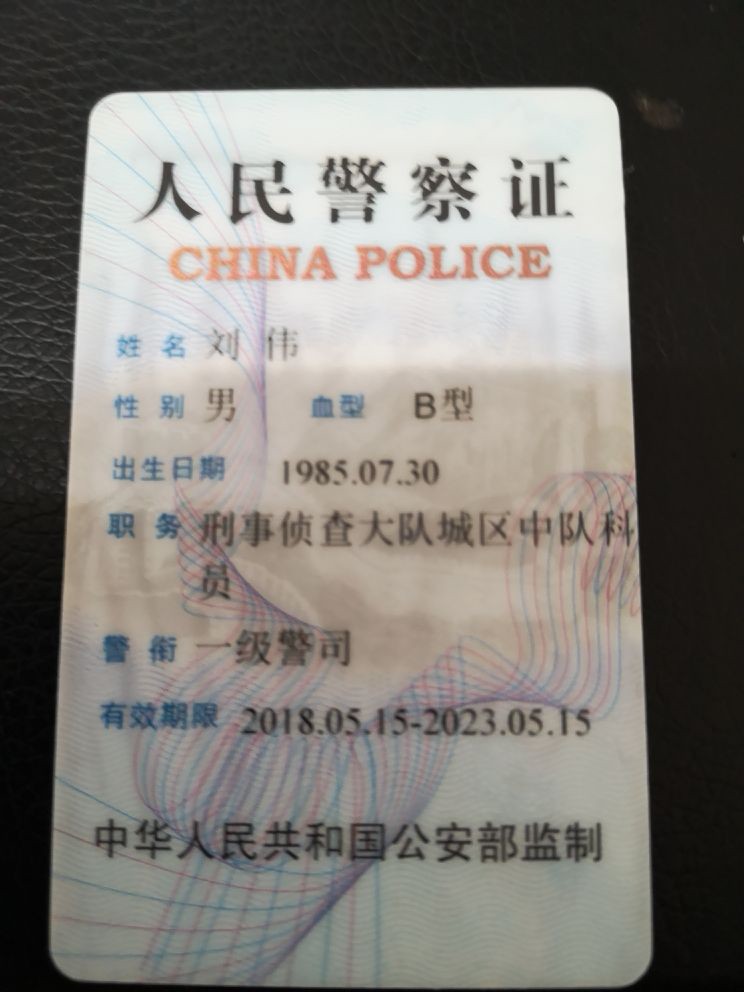 人民警察证
CHINA POLICE
姓名 刘伟
性别 男 血型 B型
出生日期 1985.07.30
职务 刑事侦查大队城区中队科
员
警衔 一级警司
有效期限 2018.05.15-2023.05.15
中华人民共和国公安部监制